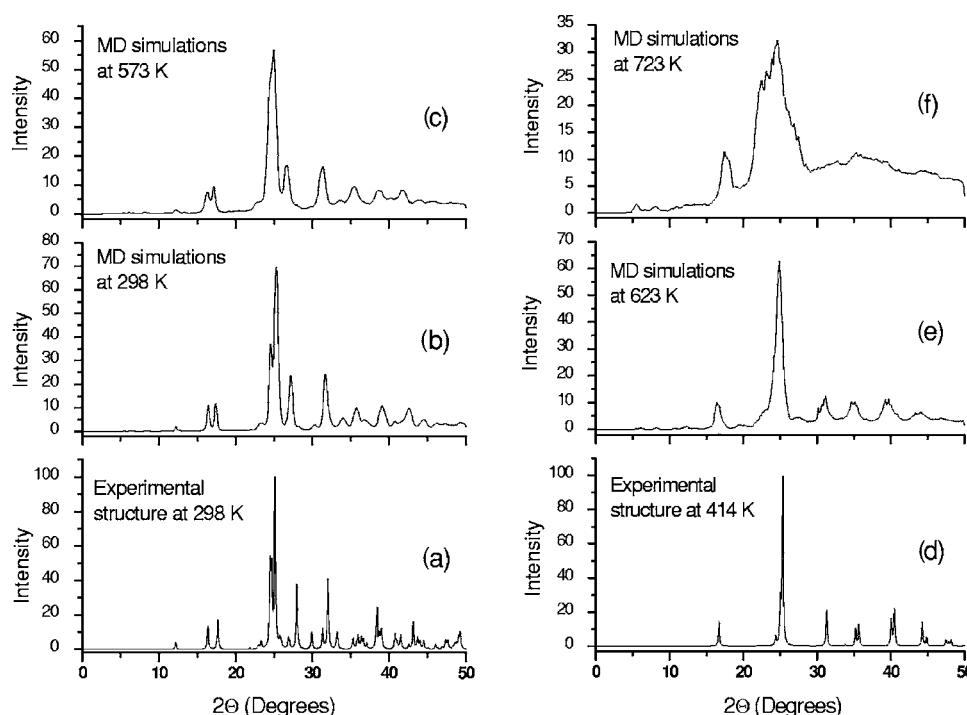 60
50
40
30
20
10
0
Intensity
MD simulations
at 573 K
(c)
80
70
60
50
40
30
20
10
0
Intensity
MD simulations
at 298 K
(b)
100
80
60
40
20
0
Intensity
Experimental
structure at 298 K
(a)
0 10 20 30 40 50
2Θ (Degrees)
35
30
25
20
15
10
5
0
Intensity
MD simulations
at 723 K
(f)
70
60
50
40
30
20
10
0
Intensity
MD simulations
at 623 K
(e)
100
80
60
40
20
0
Intensity
Experimental
structure at 414 K
(d)
0 10 20 30 40 50
2Θ (Degrees)